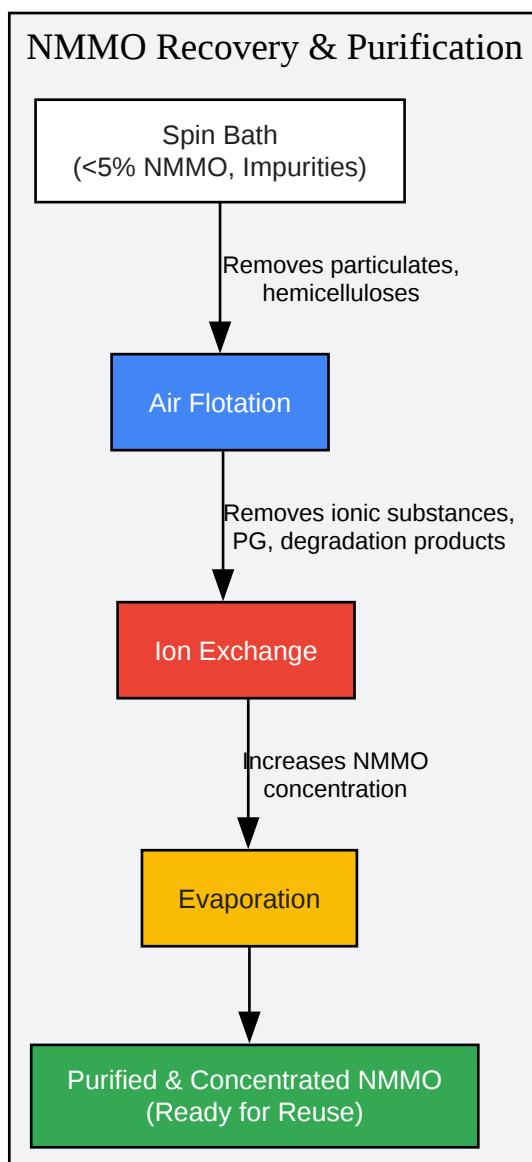 NMMO Recovery & Purification
Spin Bath
(<5% NMMO, Impurities)
Removes particulates,
hemicelluloses
Air Flotation
Removes ionic substances,
PG, degradation products
Ion Exchange
Increases NMMO
concentration
Evaporation
Purified & Concentrated NMMO
(Ready for Reuse)